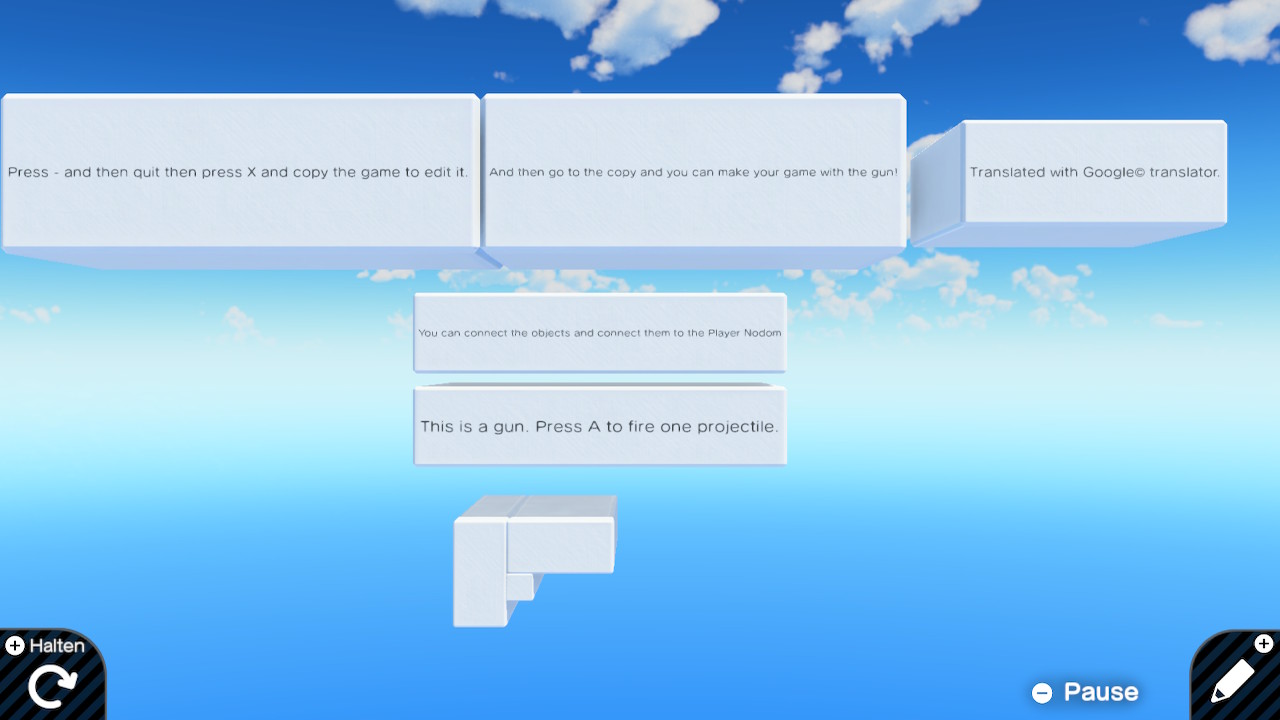 Press - and then quit then press X and copy the game to edit it.
And then go to the copy and you can make your game with the gun!
Translated with Google© translator.
You can connect the objects and connect them to the Player Nodom
This is a gun. Press A to fire one projectile.
Halten
Pause